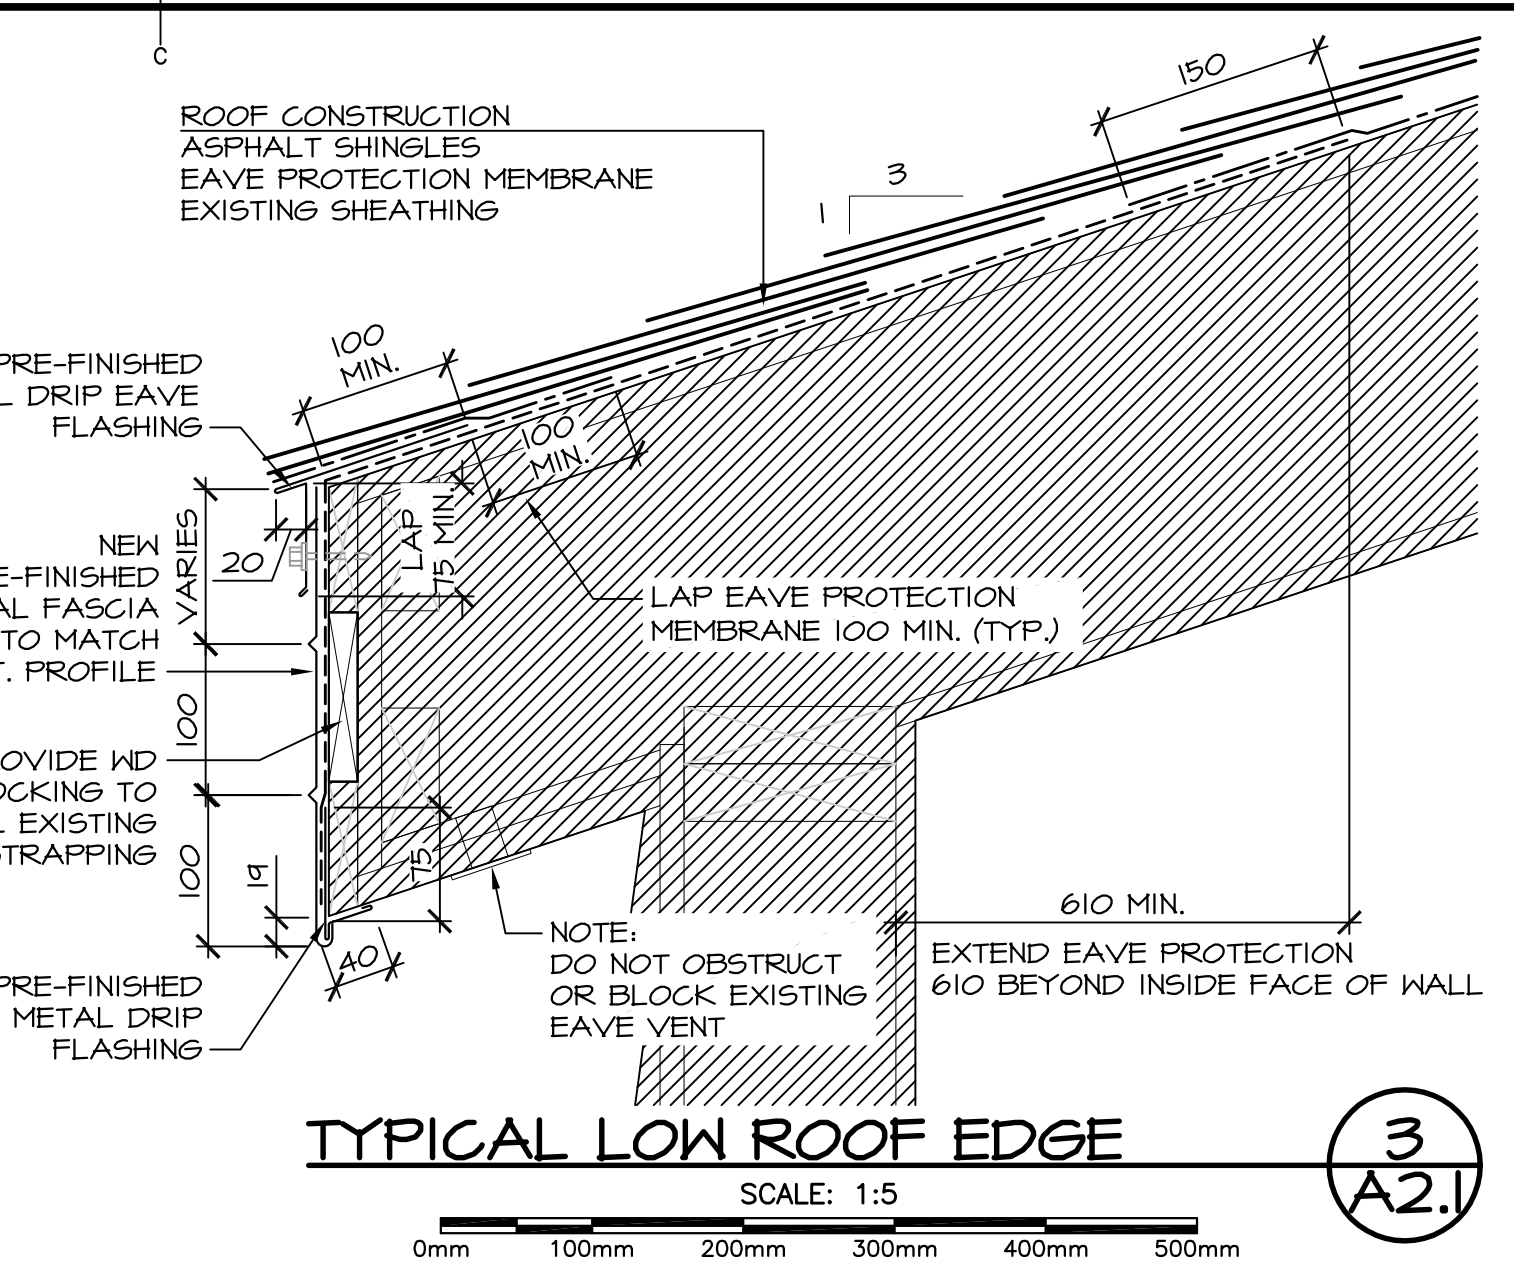 C
ROOF CONSTRUCTION
ASPHALT SHINGLES
EAVE PROTECTION MEMBRANE
EXISTING SHEATHING
150
3
1
100
MIN.
PRE-FINISHED
DRIP EAVE
FLASHING
100
MIN.
LAP
75 MIN.
VARIES
20
NEW
FINISHED
FASCIA
TO MATCH
PROFILE
LAP EAVE PROTECTION
MEMBRANE 100 MIN. (TYP.)
100
WD
TO
EXISTING
STRAPPING
100
19
75
40
610 MIN.
NOTE:
DO NOT OBSTRUCT
OR BLOCK EXISTING
EAVE VENT
EXTEND EAVE PROTECTION
610 BEYOND INSIDE FACE OF WALL
PRE-FINISHED
METAL DRIP
FLASHING
TYPICAL LOW ROOF EDGE
3
A2.1
SCALE: 1:5
0mm 100mm 200mm 300mm 400mm 500mm